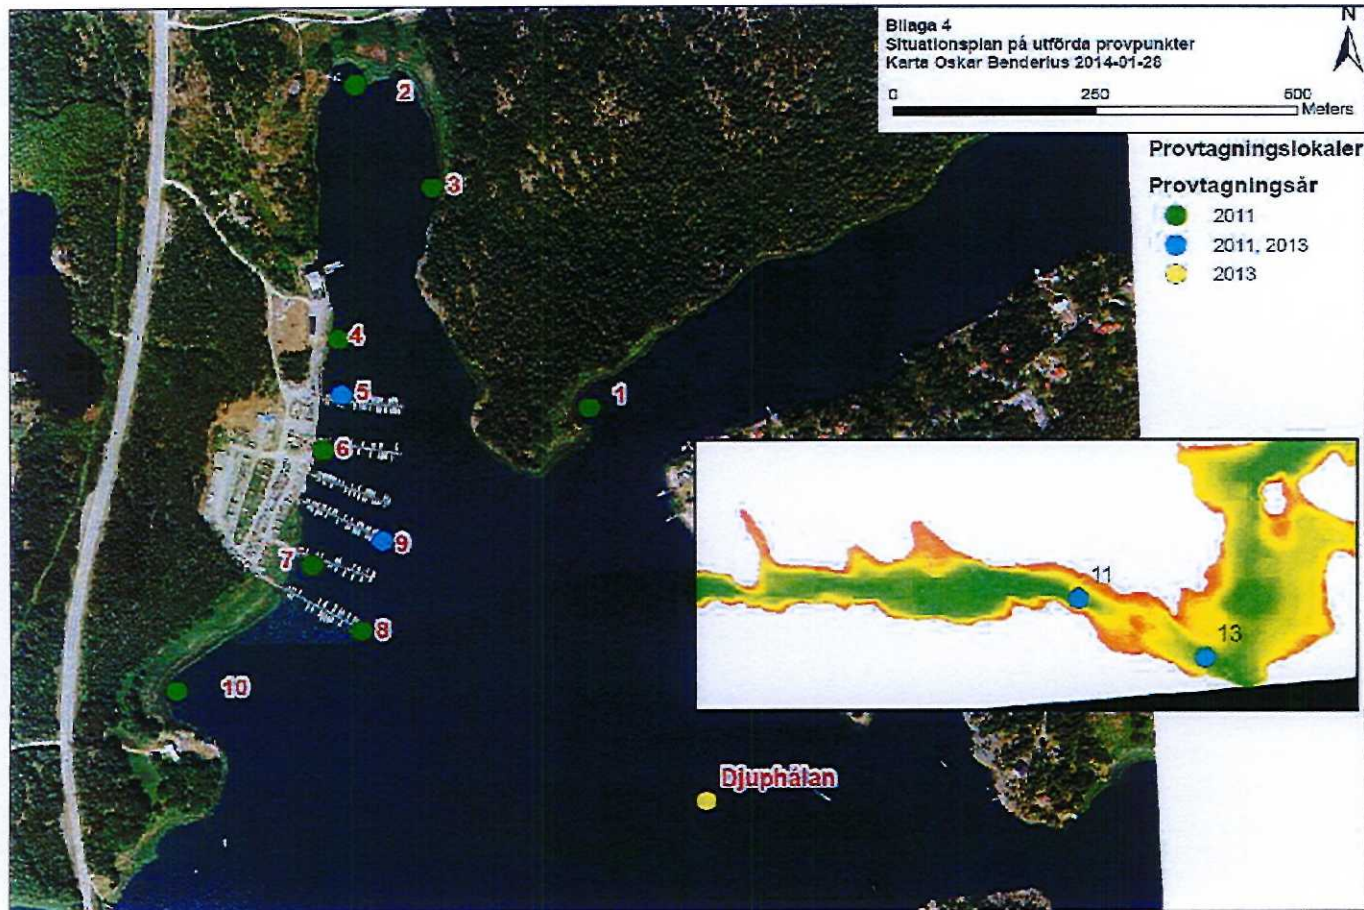 Bilaga 4
Situationsplan på utförda provpunkter
Karta Oskar Benderius 2014-01-28
N
0 250 500
Meters
Provtagningslokaler
Provtagningsår
2011
2011, 2013
2013
2
3
4
5
1
6
9
7
8
10
11
13
Djuphålan